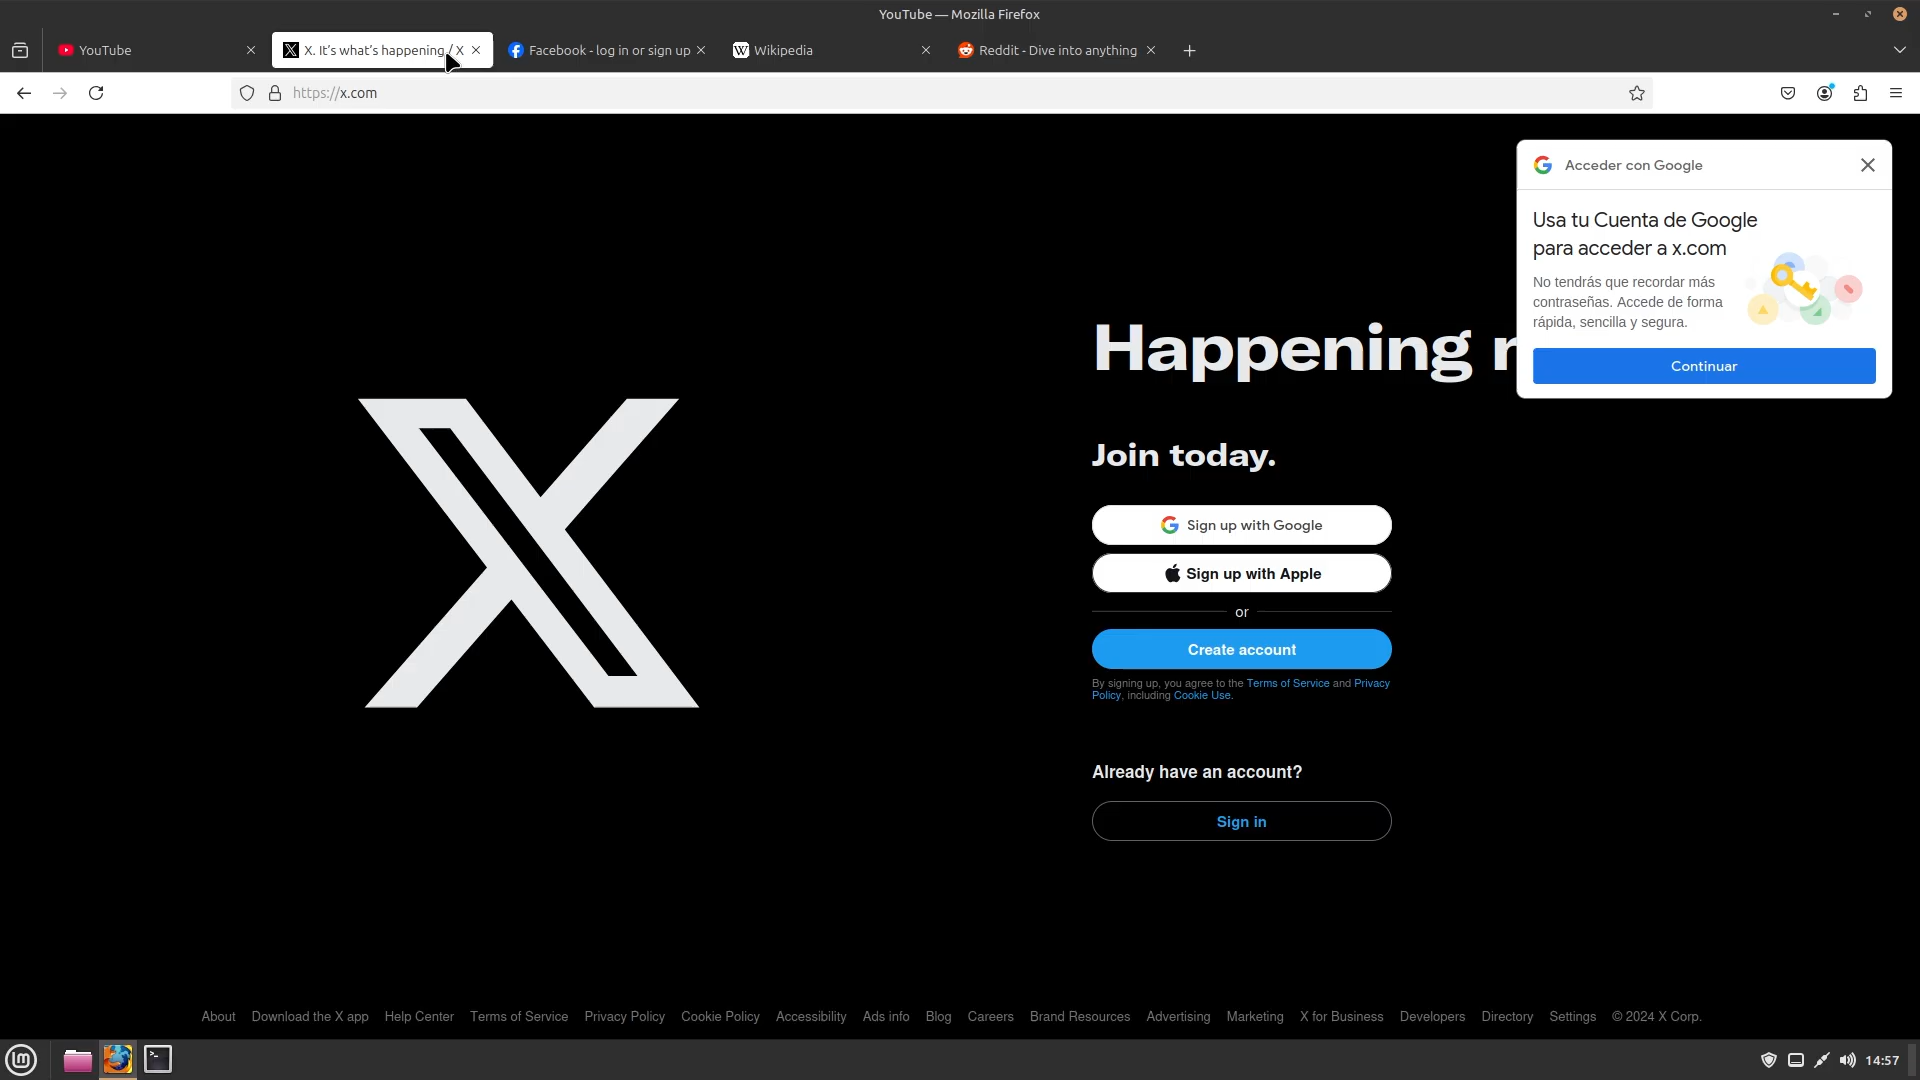 YouTube — Mozilla Firefox
YouTube
X. It's what's happening / X
Facebook - log in or sign up
Wikipedia
Reddit - Dive into anything
https://x.com
Acceder con Google
Usa tu Cuenta de Google
para acceder a x.com
No tendrás que recordar más
contraseñas. Accede de forma
rápida, sencilla y segura.
Continuar
Happening
Join today.
Sign up with Google
Sign up with Apple
or
Create account
By signing up, you agree to the Terms of Service and Privacy
Policy, including Cookie Use.
Already have an account?
Sign in
About Download the X app Help Center Terms of Service Privacy Policy Cookie Policy Accessibility Ads info Blog Careers Brand Resources Advertising Marketing X for Business Developers Directory Settings © 2024 X Corp.
14:57